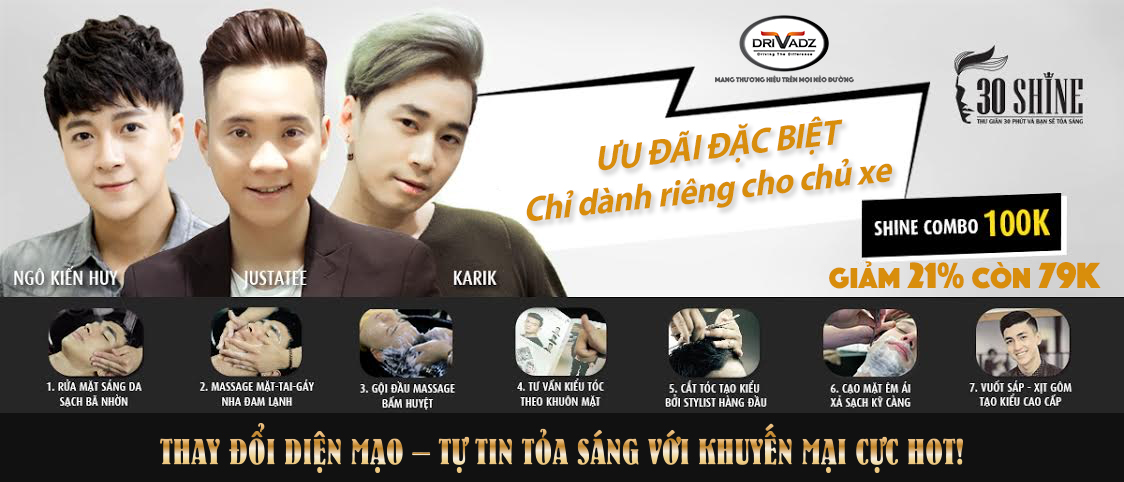 DRIVADZ
Driving The Difference
MANG THƯƠNG HIỆU TRÊN MỌI NẺO ĐƯỜNG
30 SHINE
THƯ GIÃN 30 PHÚT VÀ BẠN SẼ TỎA SÁNG
ƯU ĐÃI ĐẶC BIỆT
Chỉ dành riêng cho chủ xe
SHINE COMBO 100K
GIẢM 21% CÒN 79K
NGÔ KIẾN HUY
JUSTATEE
KARIK
1. RỬA MẶT SÁNG DA
SẠCH BÃ NHỜN
2. MASSAGE MẶT-TAI-GÁY
NHA ĐAM LẠNH
3. GỘI ĐẦU MASSAGE
BẤM HUYỆT
4. TƯ VẤN KIỂU TÓC
THEO KHUÔN MẶT
5. CẮT TÓC TẠO KIỂU
BỞI STYLIST HÀNG ĐẦU
6. CẠO MẶT ÊM ÁI
XẢ SẠCH KỸ CÀNG
7. VUỐT SÁP - XỊT GÔM
TẠO KIỂU CAO CẤP
THAY ĐỔI DIỆN MẠO – TỰ TIN TỎA SÁNG VỚI KHUYẾN MẠI CỰC HOT!